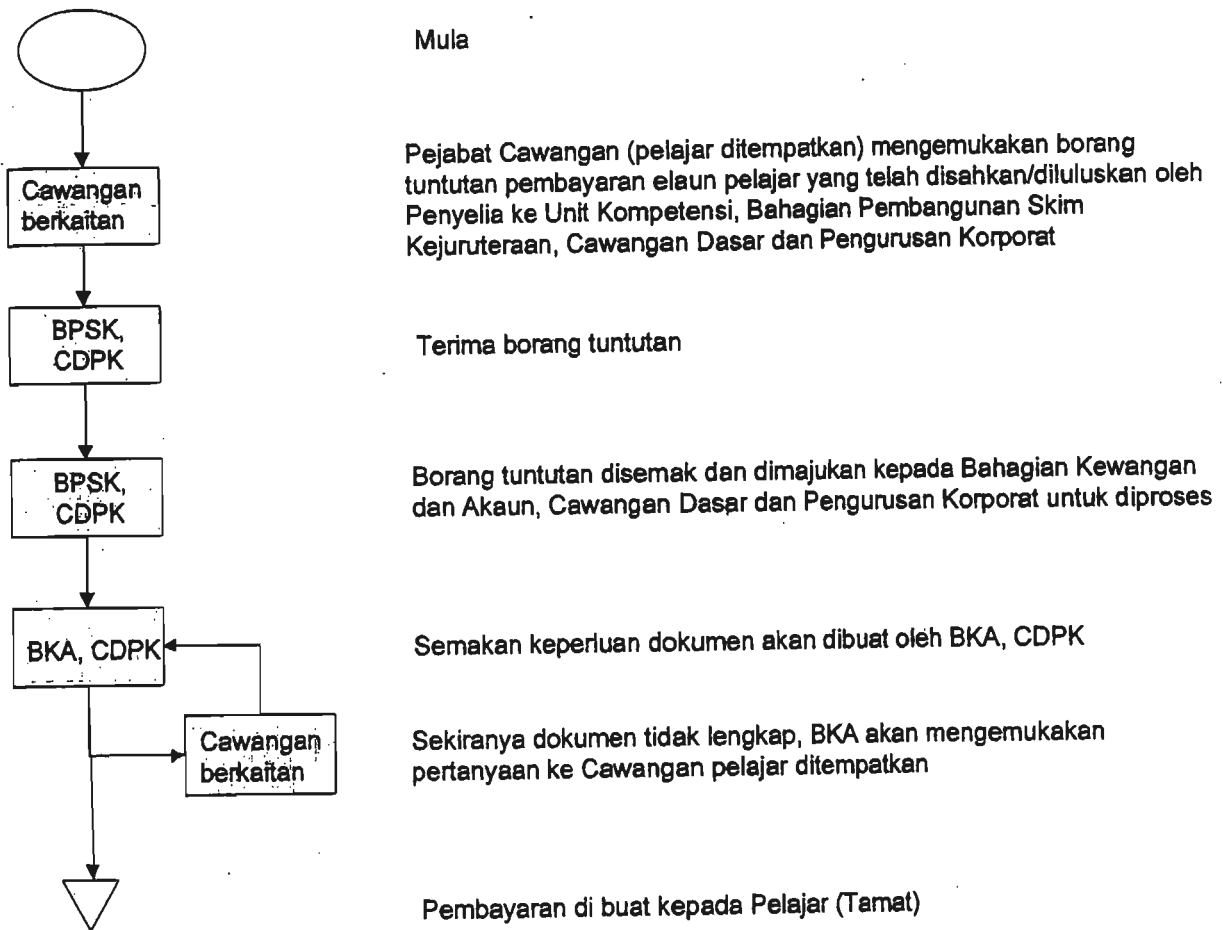 Mula
Cawangan
berkaitan
Pejabat Cawangan (pelajar ditempatkan) mengemukakan borang
tuntutan pembayaran elaun pelajar yang telah disahkan/diluluskan oleh
Penyelia ke Unit Kompetensi, Bahagian Pembangunan Skim
Kejuruteraan, Cawangan Dasar dan Pengurusan Korporat
BPSK,
CDPK
Terima borang tuntutan
BPSK,
CDPK
Borang tuntutan disemak dan dimajukan kepada Bahagian Kewangan
dan Akaun, Cawangan Dasar dan Pengurusan Korporat untuk diproses
BKA, CDPK
Semakan keperluan dokumen akan dibuat oleh BKA, CDPK
Cawangan
berkaitan
Sekiranya dokumen tidak lengkap, BKA akan mengemukakan
pertanyaan ke Cawangan pelajar ditempatkan
Pembayaran di buat kepada Pelajar (Tamat)